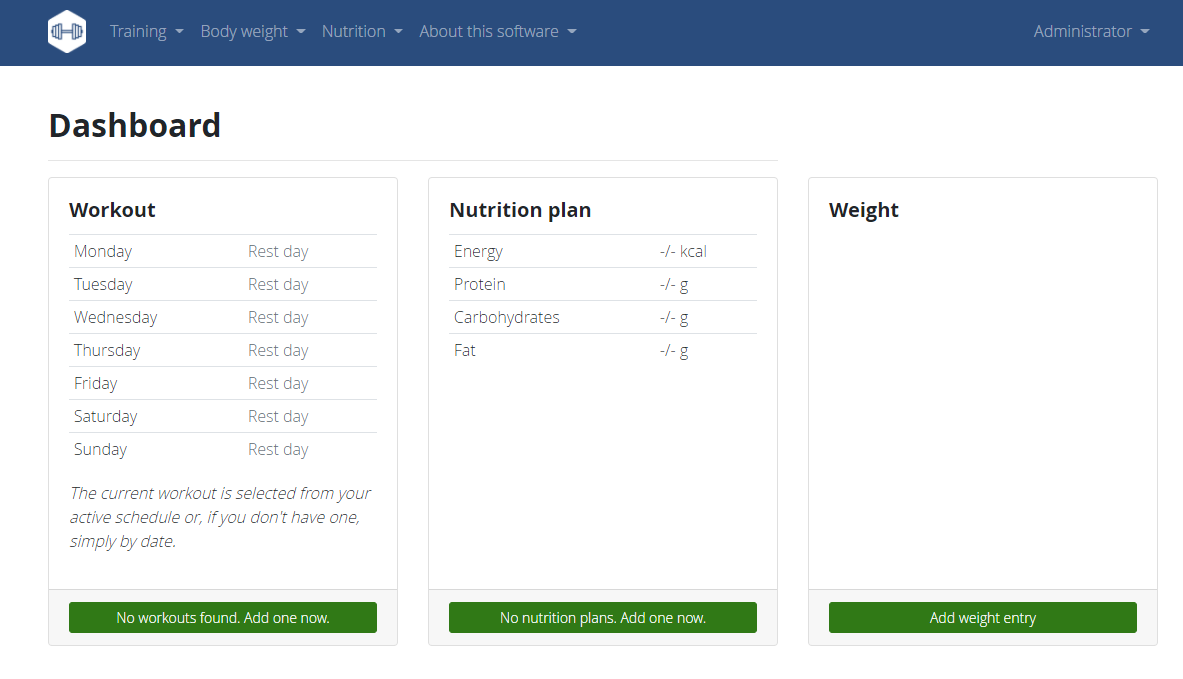 Training Body weight Nutrition About this software Administrator
Dashboard
Workout
Monday Rest day
Tuesday Rest day
Wednesday Rest day
Thursday Rest day
Friday Rest day
Saturday Rest day
Sunday Rest day
The current workout is selected from your
active schedule or, if you don't have one,
simply by date.
No workouts found. Add one now.
Nutrition plan
Energy -/- kcal
Protein -/- g
Carbohydrates -/- g
Fat -/- g
No nutrition plans. Add one now.
Weight
Add weight entry